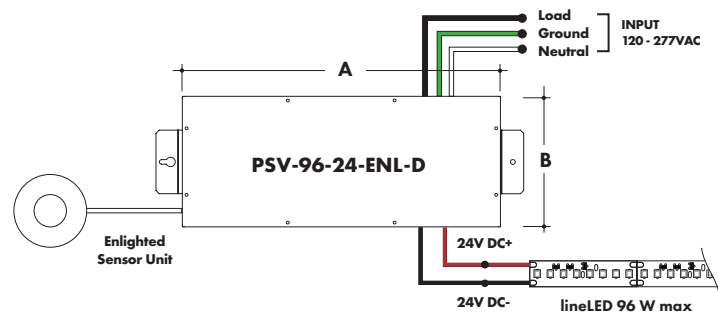 Load
Ground
Neutral
INPUT
120 - 277VAC
A
PSV-96-24-ENL-D
B
Enlighted
Sensor Unit
24V DC+
24V DC-
lineLED 96 W max